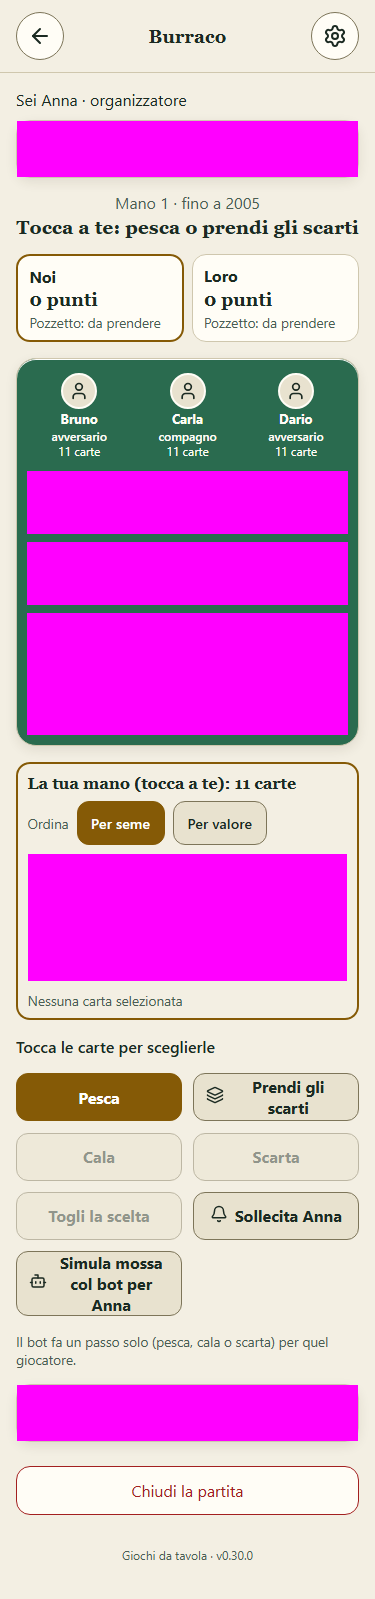 Burraco
Sei Anna · organizzatore
Mano 1 · fino a 2005
Tocca a te: pesca o prendi gli scarti
Noi
0 punti
Pozzetto: da prendere
Loro
0 punti
Pozzetto: da prendere
Bruno
avversario
11 carte
Carla
compagno
11 carte
Dario
avversario
11 carte
La tua mano (tocca a te): 11 carte
Ordina
Per seme
Per valore
Nessuna carta selezionata
Tocca le carte per sceglierle
Pesca
Prendi gli
scarti
Cala
Scarta
Togli la scelta
Sollecita Anna
Simula mossa
col bot per
Anna
Il bot fa un passo solo (pesca, cala o scarta) per quel
giocatore.
Chiudi la partita
Giochi da tavola · v0.30.0